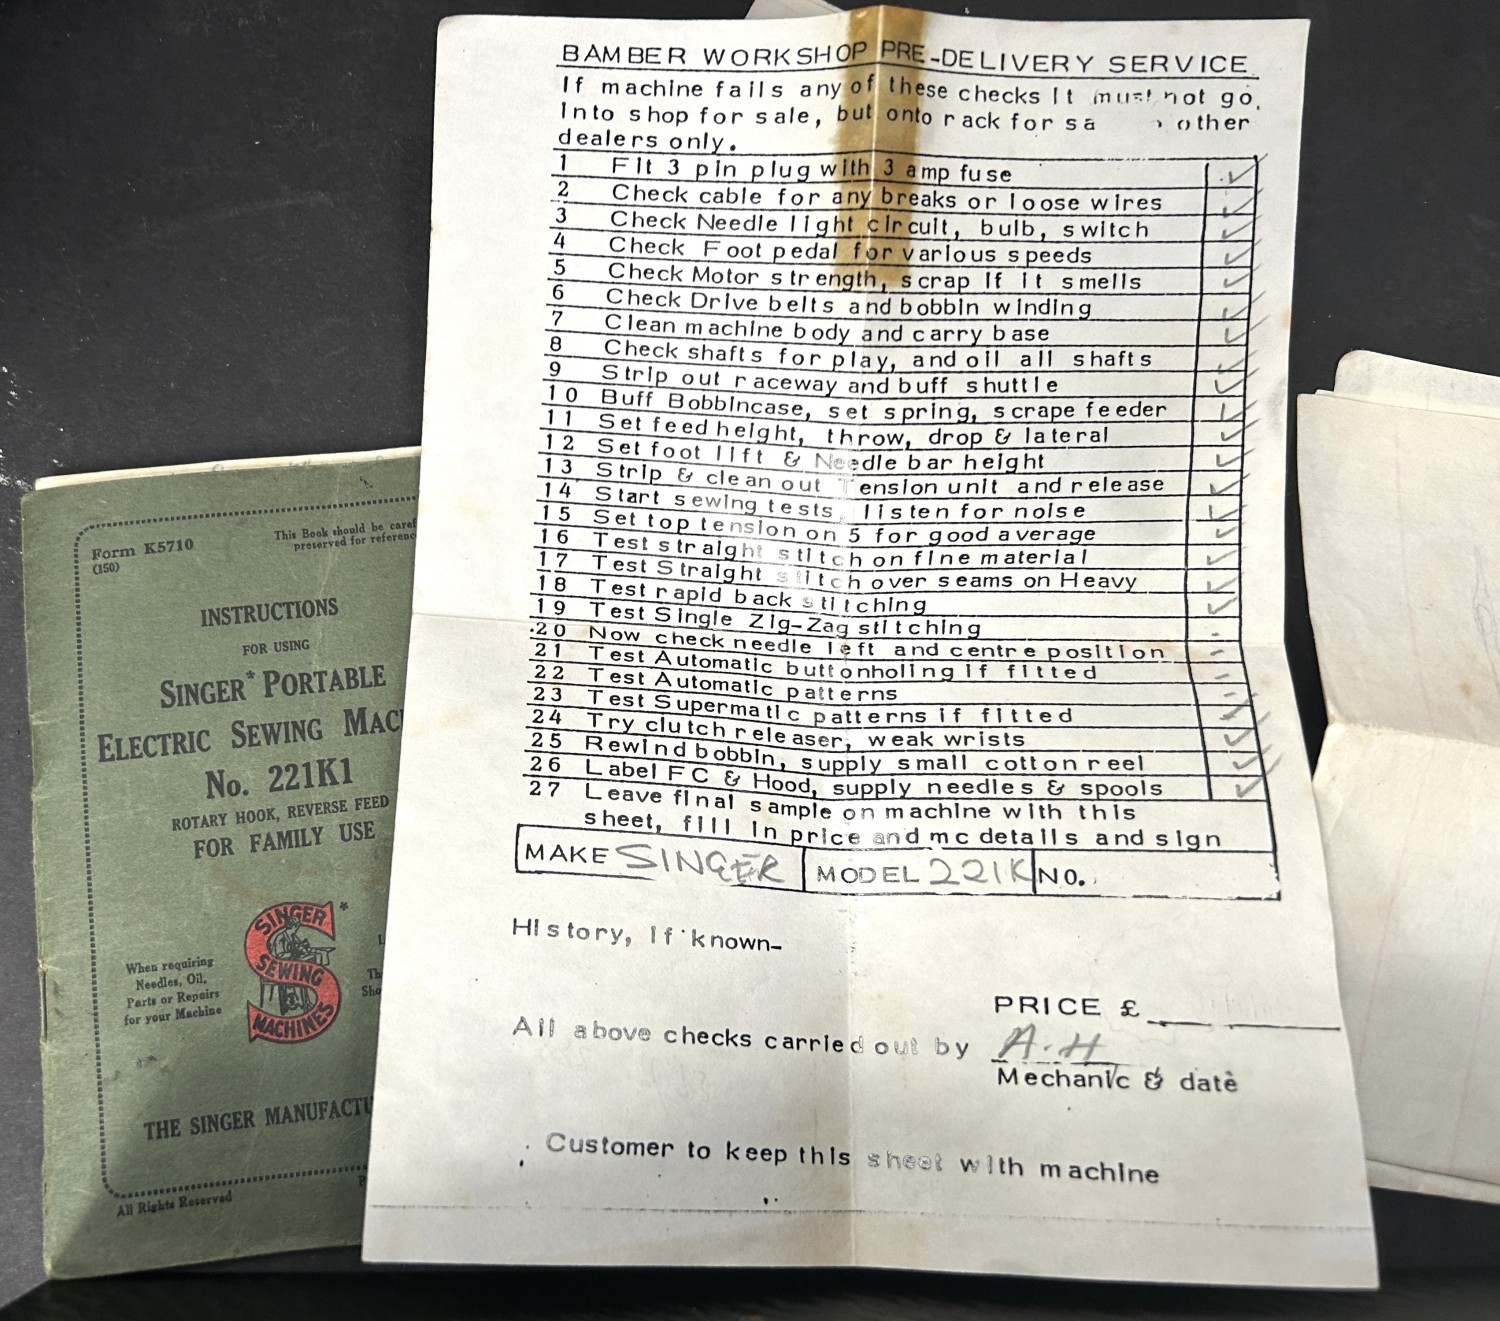 BAMBER WORKSHOP PRE-DELIVERY SERVICE
If machine fails any of these checks It must not go,
Into shop for sale, but onto rack for sa other
dealers only.
1 Fit 3 pin plug with 3 amp fuse
2 Check cable for any breaks or loose wires
3 Check Needle light circuit, bulb, switch
4 Check Foot pedal for various speeds
5 Check Motor strength, scrap if it smells
6 Check Drive belts and bobbin winding
7 Clean machine body and carry base
8 Check shafts for play, and oil all shafts
9 Strip out raceway and buff shuttle
10 Buff Bobbincase, set spring, scrape feeder
11 Set feed height, throw, drop & lateral
12 Set foot lift & Needle bar height
13 Strip & clean out Tension unit and release
14 Start sewing tests, listen for noise
15 Set top tension on 5 for good average
16 Test straight stitch on fine material
17 Test Straight stitch over seams on Heavy
18 Test rapid back stitching
19 Test Single Zig-Zag stitching
20 Now check needle left and centre position
21 Test Automatic buttonholing if fitted
22 Test Automatic patterns
23 Test Supermatic patterns if fitted
24 Try clutch releaser, weak wrists
25 Rewind bobbin, supply small cotton reel
26 Label FC & Hood, supply needles & spools
27 Leave final sample on machine with this
sheet, fill in price and mc details and sign
MAKE SINGER MODEL 221K NO.
History, if known-
PRICE £
All above checks carried out by A.H
Mechanic & date
Customer to keep this sheet with machine
Form K5710
(150)
This Book should be caref
preserved for referenc
INSTRUCTIONS
FOR USING
SINGER* PORTABLE
ELECTRIC SEWING MAC
No. 221K1
ROTARY HOOK, REVERSE FEED
FOR FAMILY USE
SINGER *
SEWING
MACHINES
When requiring
Needles, Oil,
Parts or Repairs
for your Machine
L
Th
Sho
THE SINGER MANUFACTU
All Rights Reserved
P